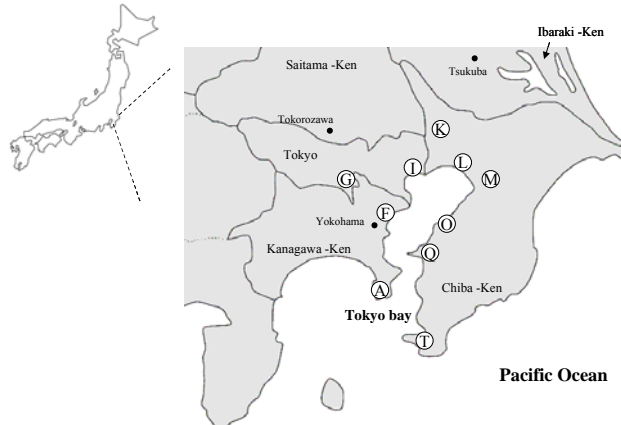 Ibaraki -Ken
Saitama -Ken
Tsukuba
Tokorozawa
K
Tokyo
I
L
G
M
F
O
Yokohama
Kanagawa -Ken
Q
A
Chiba -Ken
Tokyo bay
T
Pacific Ocean